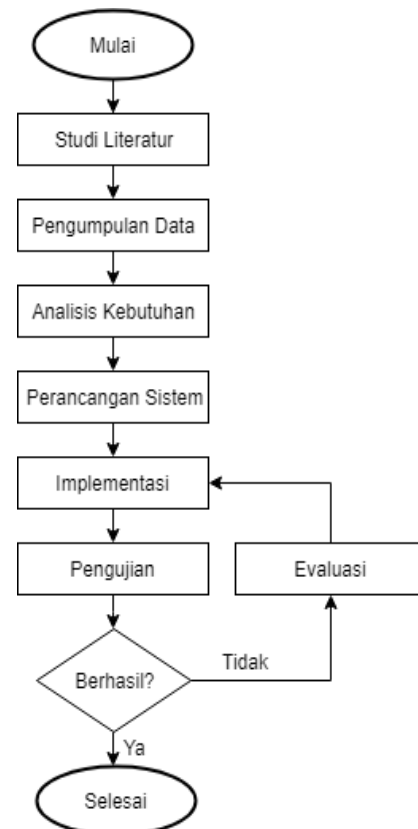 Mulai
Studi Literatur
Pengumpulan Data
Analisis Kebutuhan
Perancangan Sistem
Implementasi
Pengujian
Evaluasi
Berhasil?
Tidak
Ya
Selesai